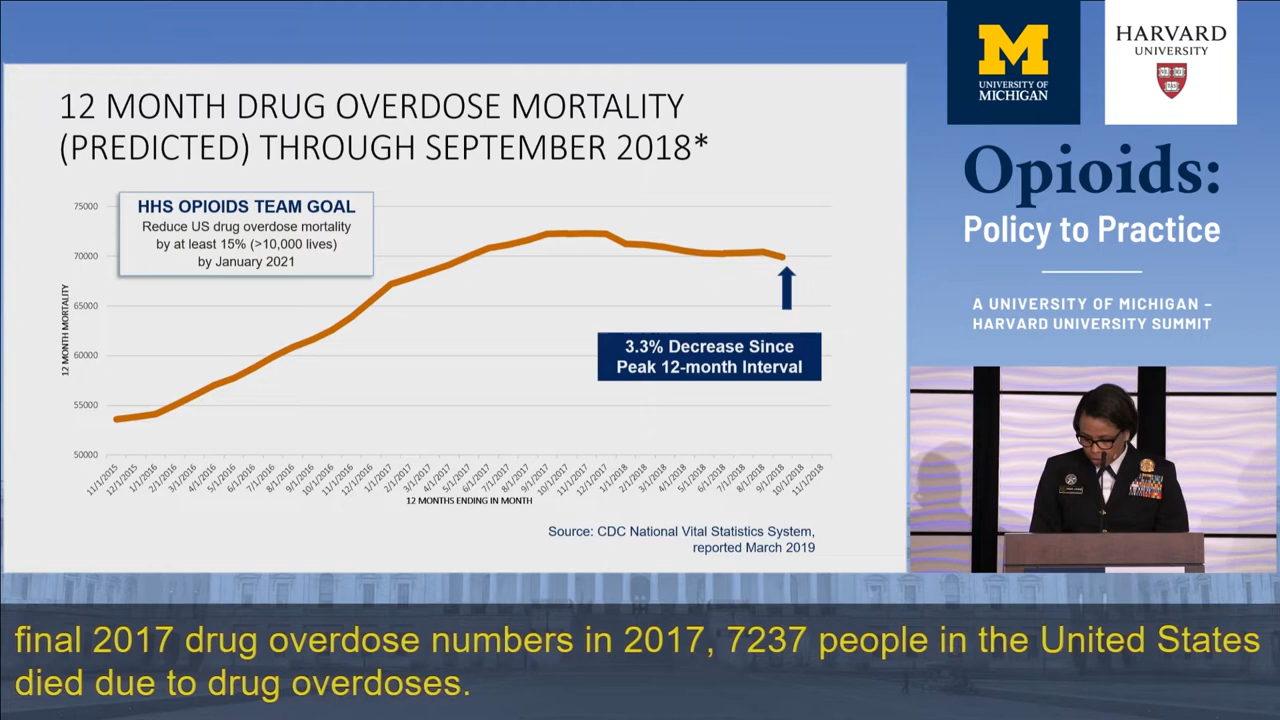 12 MONTH DRUG OVERDOSE MORTALITY
(PREDICTED) THROUGH SEPTEMBER 2018*
HHS OPIOIDS TEAM GOAL
Reduce US drug overdose mortality
by at least 15% (>10,000 lives)
by January 2021
75000
70000
65000
60000
55000
50000
12 MONTH MORTALITY
3.3% Decrease Since
Peak 12-month Interval
11/1/2015
12/1/2015
1/1/2016
2/1/2016
3/1/2016
4/1/2016
5/1/2016
6/1/2016
7/1/2016
8/1/2016
9/1/2016
10/1/2016
11/1/2016
12/1/2016
1/1/2017
2/1/2017
3/1/2017
4/1/2017
5/1/2017
6/1/2017
7/1/2017
8/1/2017
9/1/2017
10/1/2017
11/1/2017
12/1/2017
1/1/2018
2/1/2018
3/1/2018
4/1/2018
5/1/2018
6/1/2018
7/1/2018
8/1/2018
9/1/2018
10/1/2018
11/1/2018
12 MONTHS ENDING IN MONTH
Source: CDC National Vital Statistics System,
reported March 2019
M
UNIVERSITY OF
MICHIGAN
HARVARD
UNIVERSITY
Opioids:
Policy to Practice
A UNIVERSITY OF MICHIGAN –
HARVARD UNIVERSITY SUMMIT
final 2017 drug overdose numbers in 2017, 7237 people in the United States
died due to drug overdoses.